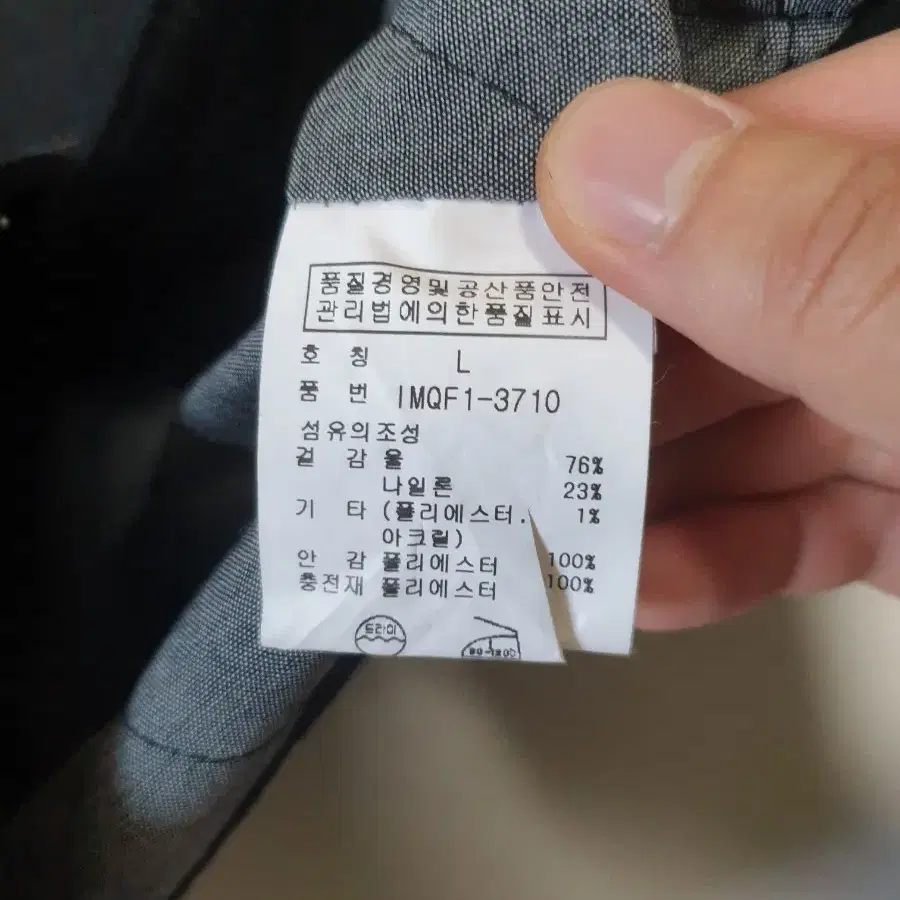 품질경영및공산품안전
관리법에의한품질표시
호 칭 L
품 번 IMQF1-3710
섬유의조성
겉 감 울 76%
나일론 23%
기 타 (폴리에스터. 1%
아크릴)
안 감 폴리에스터 100%
충전재 폴리에스터 100%
드라이